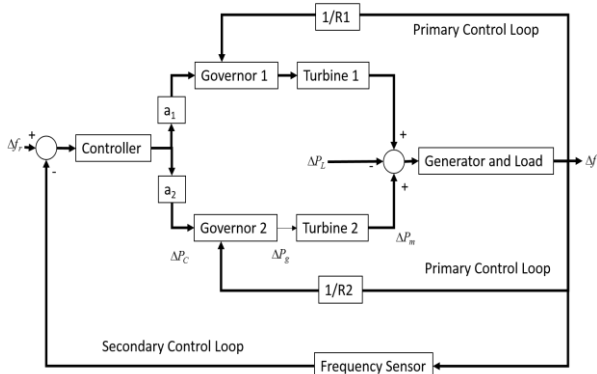 1/R1
Primary Control Loop
Governor 1
Turbine 1
a1
+
Δfr
+
Controller
-
ΔPL
-
Generator and Load
Δf
+
a2
Governor 2
Turbine 2
ΔPC
ΔPg
ΔPm
Primary Control Loop
1/R2
Secondary Control Loop
Frequency Sensor